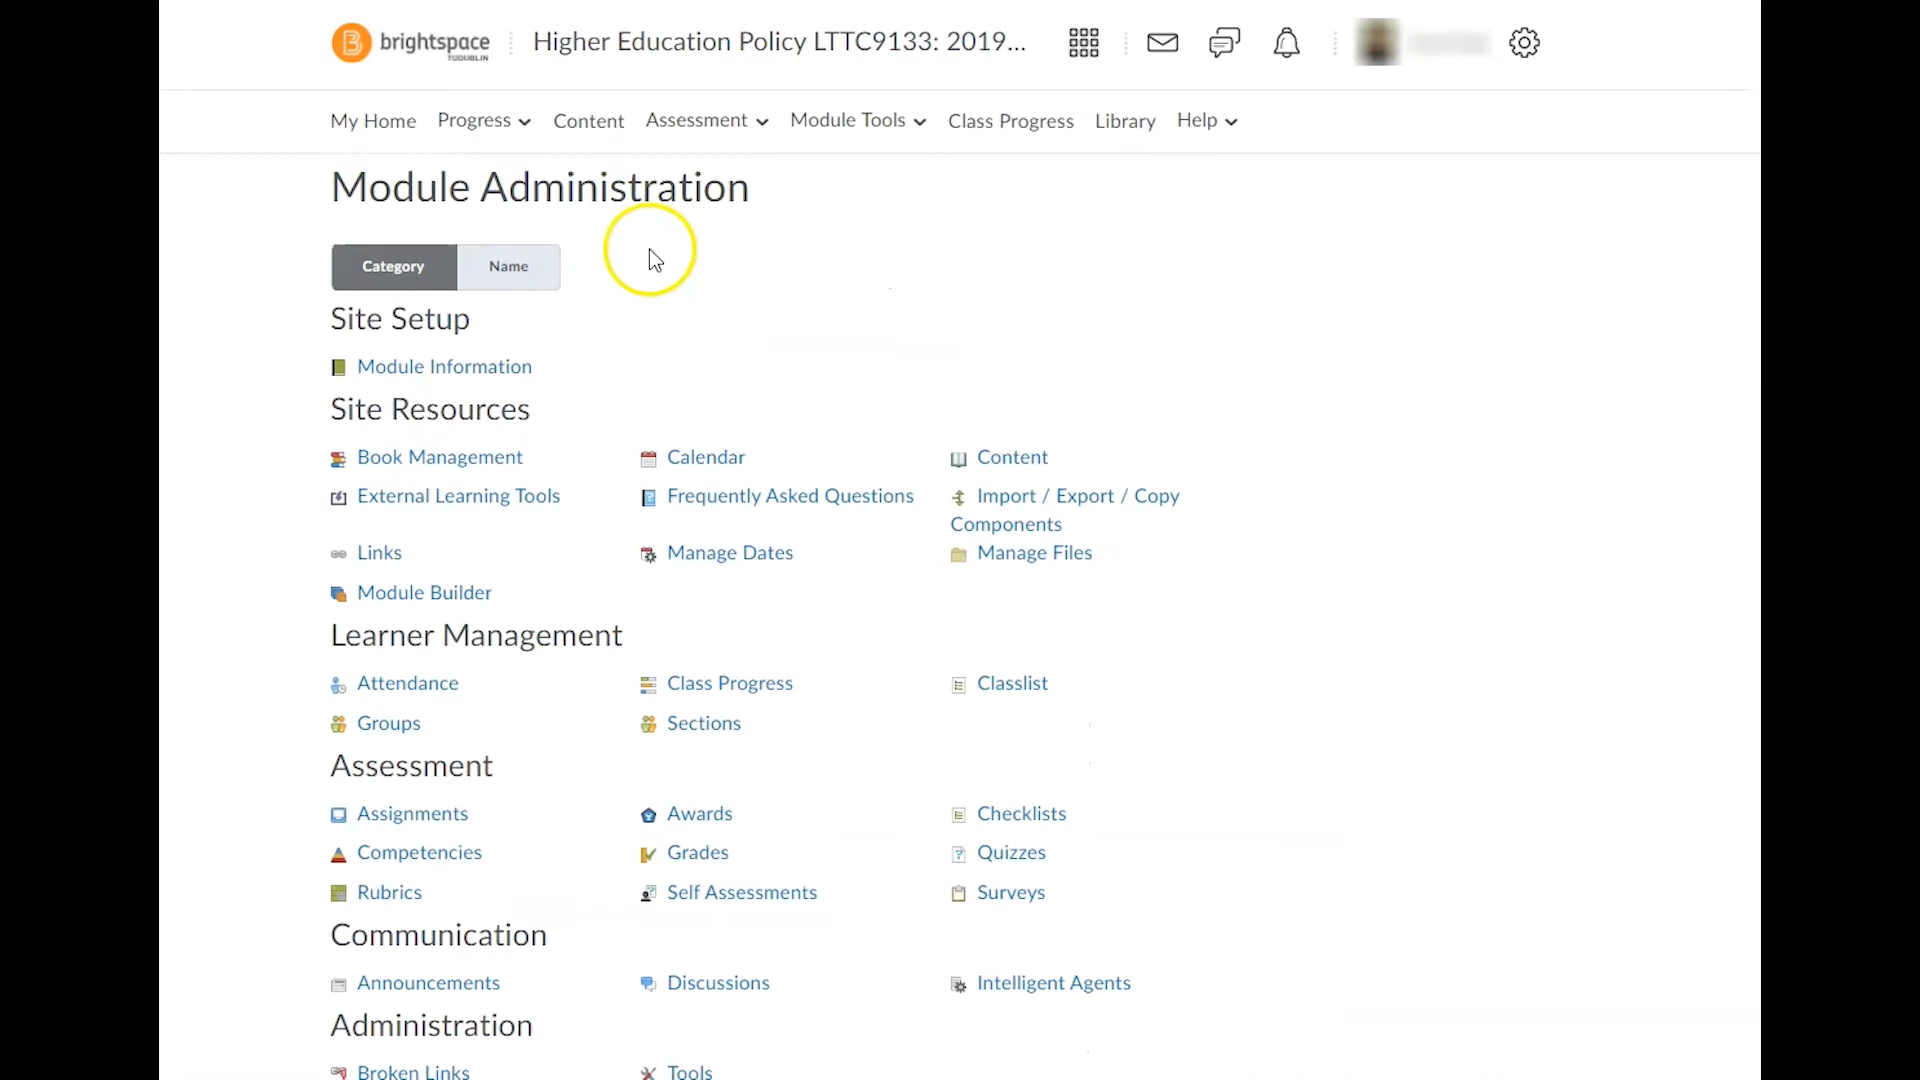 brightspace
TU DUBLIN
Higher Education Policy LTTC9133: 2019...
My Home Progress Content Assessment Module Tools Class Progress Library Help
Module Administration
Category Name
Site Setup
Module Information
Site Resources
Book Management Calendar Content
External Learning Tools Frequently Asked Questions Import / Export / Copy
Components
Links Manage Dates Manage Files
Module Builder
Learner Management
Attendance Class Progress Classlist
Groups Sections
Assessment
Assignments Awards Checklists
Competencies Grades Quizzes
Rubrics Self Assessments Surveys
Communication
Announcements Discussions Intelligent Agents
Administration
Broken Links Tools